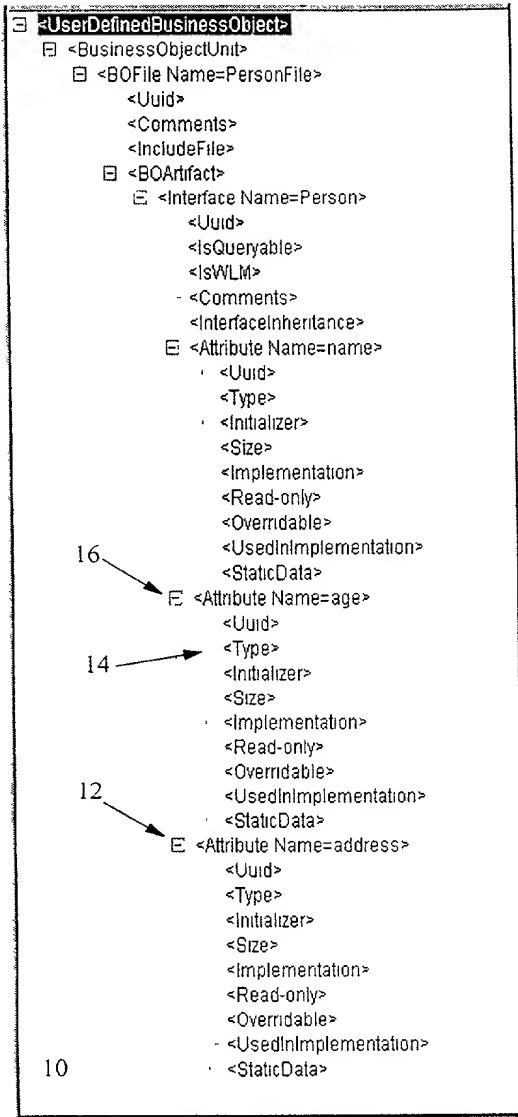 <UserDefinedBusinessObject>
<BusinessObjectUnit>
<BOFile Name=PersonFile>
<Uuid>
<Comments>
<IncludeFile>
<BOArtifact>
<Interface Name=Person>
<Uuid>
<IsQueryable>
<IsWLM>
<Comments>
<InterfaceInheritance>
<Attribute Name=name>
<Uuid>
<Type>
<Initializer>
<Size>
<Implementation>
<Read-only>
<Overridable>
<UsedInImplementation>
<StaticData>
16
<Attribute Name=age>
<Uuid>
14 <Type>
<Initializer>
<Size>
<Implementation>
<Read-only>
<Overridable>
<UsedInImplementation>
12
<StaticData>
<Attribute Name=address>
<Uuid>
<Type>
<Initializer>
<Size>
<Implementation>
<Read-only>
<Overridable>
<UsedInImplementation>
10 <StaticData>